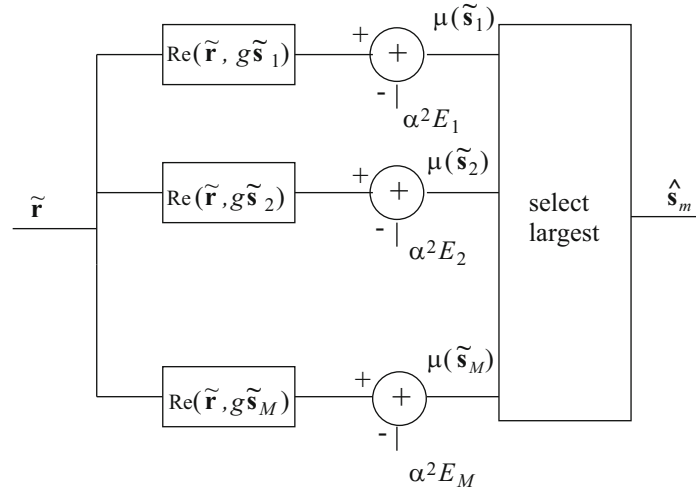 Re(r̃ , gs̃ 1)
+
+
-
α²E1
μ(s̃1)
r̃
Re(r̃ ,gs̃ 2)
+
+
-
α²E2
μ(s̃2)
select
largest
ŝm
Re(r̃ ,gs̃M)
+
+
-
α²EM
μ(s̃M)